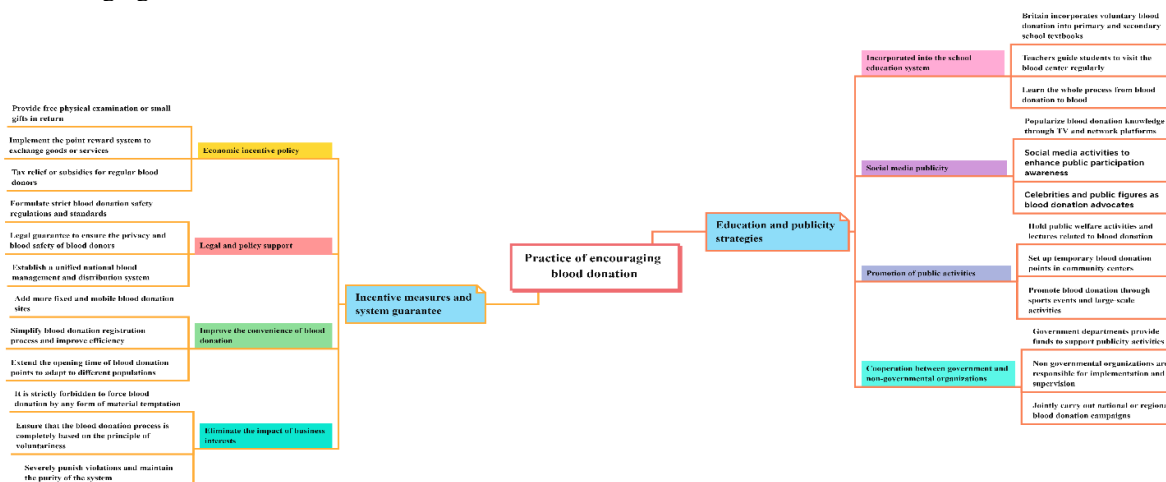 Practice of encouraging
blood donation
Education and publicity
strategies
Incorporated into the school
education system
Britain incorporates voluntary blood
donation into primary and secondary
school textbooks
Teachers guide students to visit the
blood center regularly
Learn the whole process from blood
donation to blood
Social media publicity
Popularize blood donation knowledge
through TV and network platforms
Social media activities to
enhance public participation
awareness
Celebrities and public figures as
blood donation advocates
Promotion of public activities
Hold public welfare activities and
lectures related to blood donation
Set up temporary blood donation
points in community centers
Promote blood donation through
sports events and large-scale
activities
Cooperation between government and
non-governmental organizations
Government departments provide
funds to support publicity activities
Non governmental organizations are
responsible for implementation and
supervision
Jointly carry out national or regional
blood donation campaigns
Incentive measures and
system guarantee
Economic incentive policy
Provide free physical examination or small
gifts in return
Implement the point reward system to
exchange goods or services
Tax relief or subsidies for regular blood
donors
Legal and policy support
Formulate strict blood donation safety
regulations and standards
Legal guarantee to ensure the privacy and
blood safety of blood donors
Establish a unified national blood
management and distribution system
Improve the convenience of blood
donation
Add more fixed and mobile blood donation
sites
Simplify blood donation registration
process and improve efficiency
Extend the opening time of blood donation
points to adapt to different populations
Eliminate the impact of business
interests
It is strictly forbidden to force blood
donation by any form of material temptation
Ensure that the blood donation process is
completely based on the principle of
voluntariness
Severely punish violations and maintain
the purity of the system